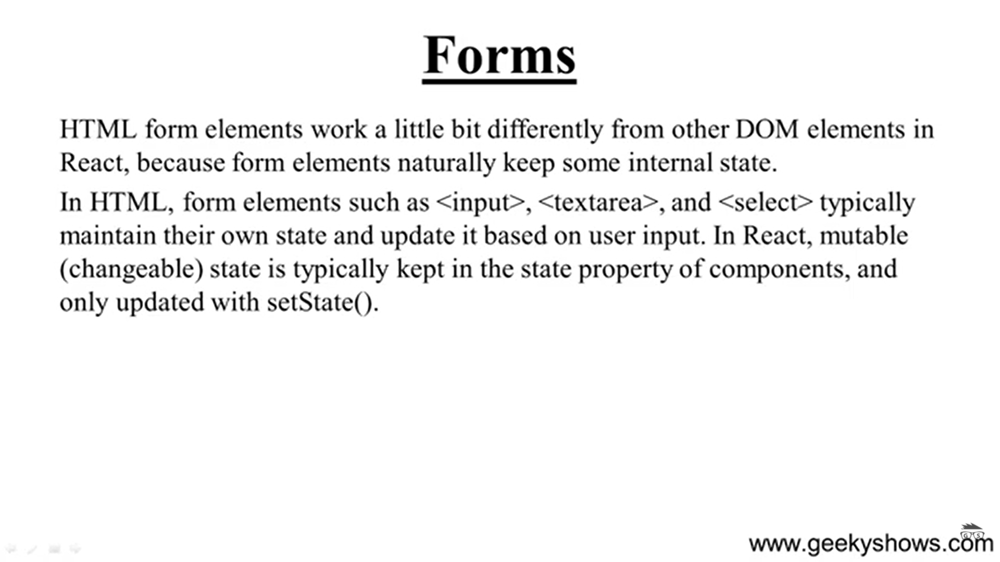 Forms
HTML form elements work a little bit differently from other DOM elements in
React, because form elements naturally keep some internal state.
In HTML, form elements such as <input>, <textarea>, and <select> typically
maintain their own state and update it based on user input. In React, mutable
(changeable) state is typically kept in the state property of components, and
only updated with setState().
G S
www.geekyshows.com